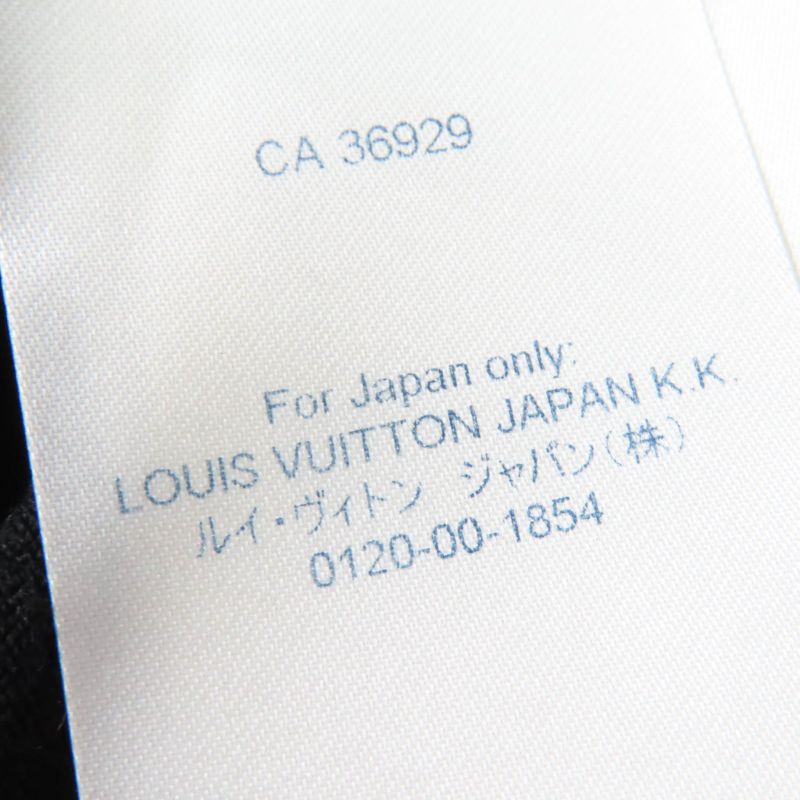 CA 36929
For Japan only:
LOUIS VUITTON JAPAN K.K.
ルイ・ヴィトン ジャパン(株)
0120-00-1854